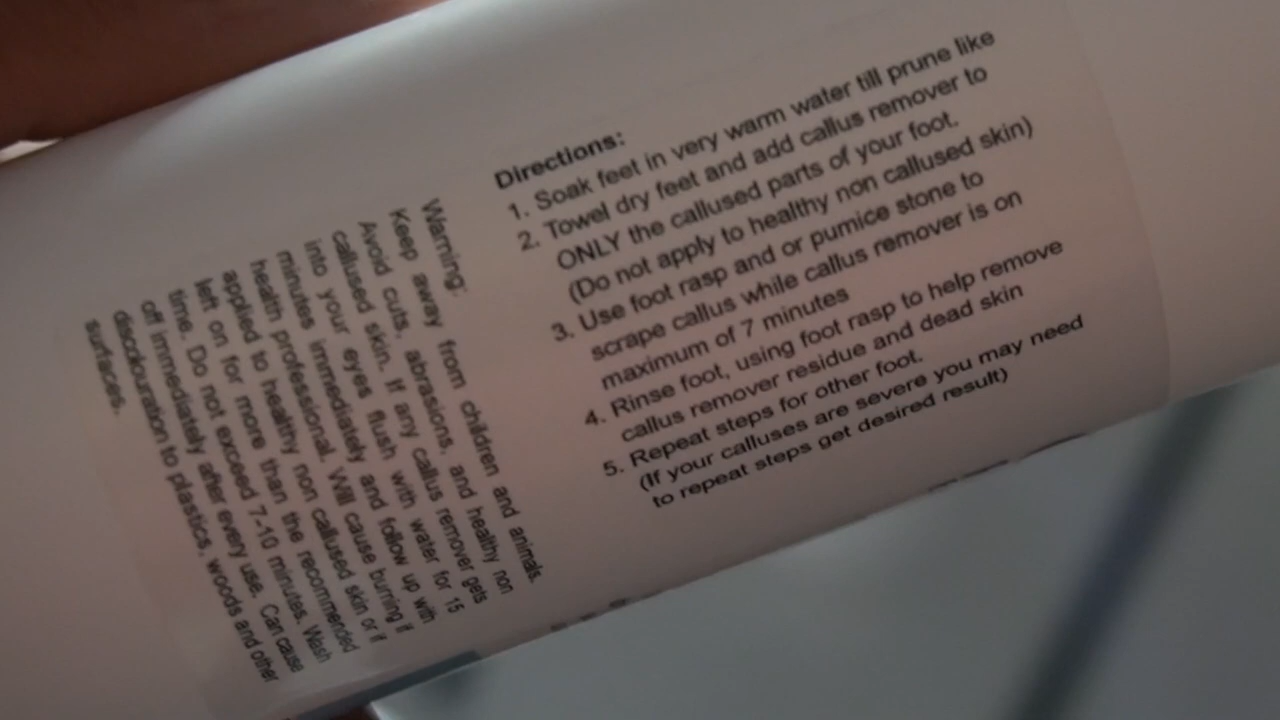 Directions:
1. Soak feet in very warm water till prune like
2. Towel dry feet and add callus remover to
ONLY the callused parts of your foot.
(Do not apply to healthy non callused skin)
3. Use foot rasp and or pumice stone to
scrape callus while callus remover is on
maximum of 7 minutes
4. Rinse foot, using foot rasp to help remove
callus remover residue and dead skin
5. Repeat steps for other foot.
(If your calluses are severe you may need
to repeat steps get desired result)
Warning:
Keep away from children and animals.
Avoid cuts, abrasions, and healthy non
callused skin. If any callus remover gets
into your eyes flush with water for 15
minutes immediately and follow up with
health professional. Will cause burning if
applied to healthy non callused skin or if
left on for more than the recommended
time. Do not exceed 7-10 minutes. Wash
off immediately after every use. Can cause
discolouration to plastics, woods and other
surfaces.